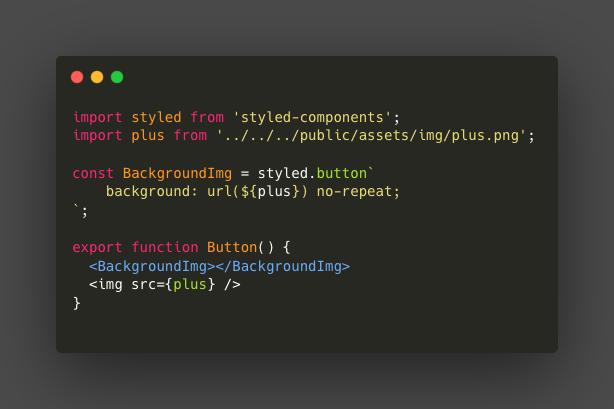 import styled from 'styled-components';
import plus from '../../../public/assets/img/plus.png';

const BackgroundImg = styled.button`
    background: url(${plus}) no-repeat;
`;

export function Button() {
  <BackgroundImg></BackgroundImg>
  <img src={plus} />
}